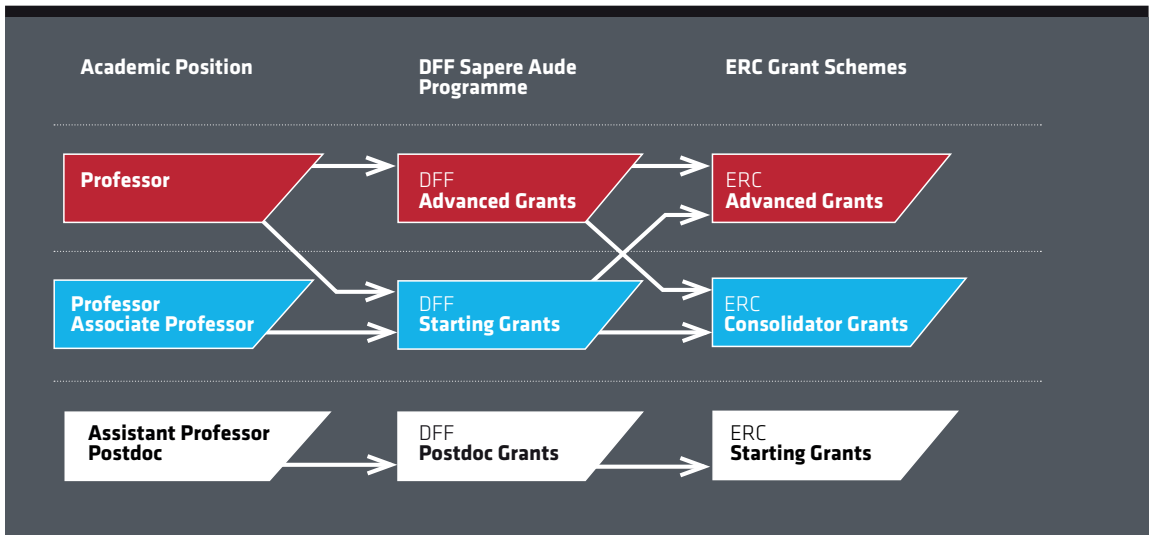 Academic Position
DFF Sapere Aude
Programme
ERC Grant Schemes
Professor
DFF
Advanced Grants
ERC
Advanced Grants
Professor
Associate Professor
DFF
Starting Grants
ERC
Consolidator Grants
Assistant Professor
Postdoc
DFF
Postdoc Grants
ERC
Starting Grants